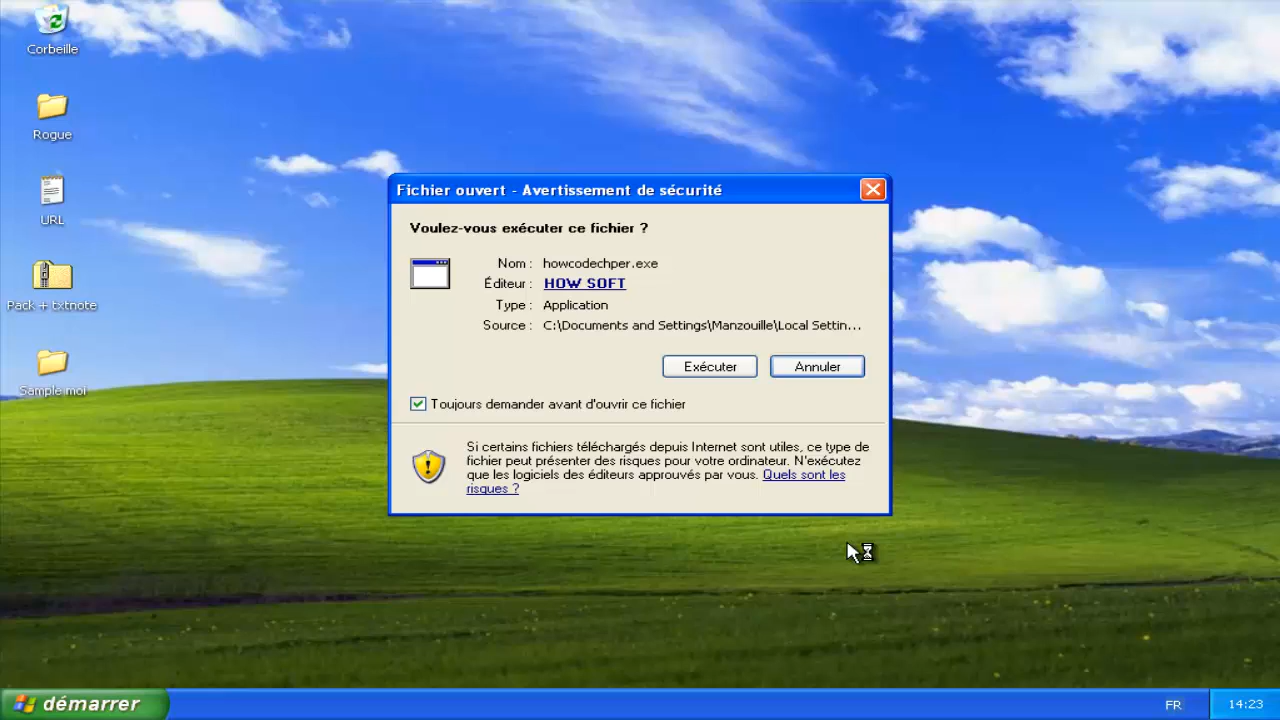 Corbeille
Rogue
URL
Pack + txtnote
Sample moi
Fichier ouvert - Avertissement de sécurité
Voulez-vous exécuter ce fichier ?
Nom : howcodechper.exe
Éditeur : HOW SOFT
Type : Application
Source : C:\Documents and Settings\Manzouille\Local Settin...
Exécuter Annuler
Toujours demander avant d'ouvrir ce fichier
Si certains fichiers téléchargés depuis Internet sont utiles, ce type de
fichier peut présenter des risques pour votre ordinateur. N'exécutez
que les logiciels des éditeurs approuvés par vous. Quels sont les
risques ?
démarrer
FR
14:23